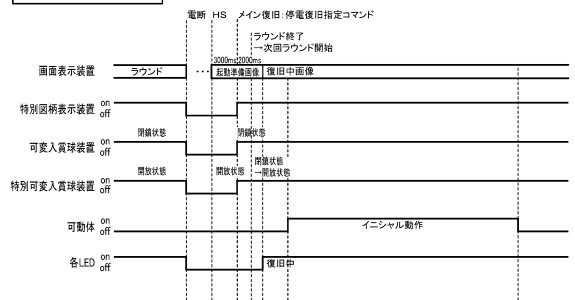 電断 HS メイン復旧:停電復旧指定コマンド
ラウンド終了
→次回ラウンド開始
3000ms 2000ms
画面表示装置 ラウンド ・・・ 起動準備画像 復旧中画像
特別図柄表示装置 on
off
閉鎖状態 閉鎖状態
可変入賞球装置 on
off
閉鎖状態
開放状態 開放状態 →開放状態
特別可変入賞球装置 on
off
可動体 on イニシャル動作
off
各LED on 復旧中
off